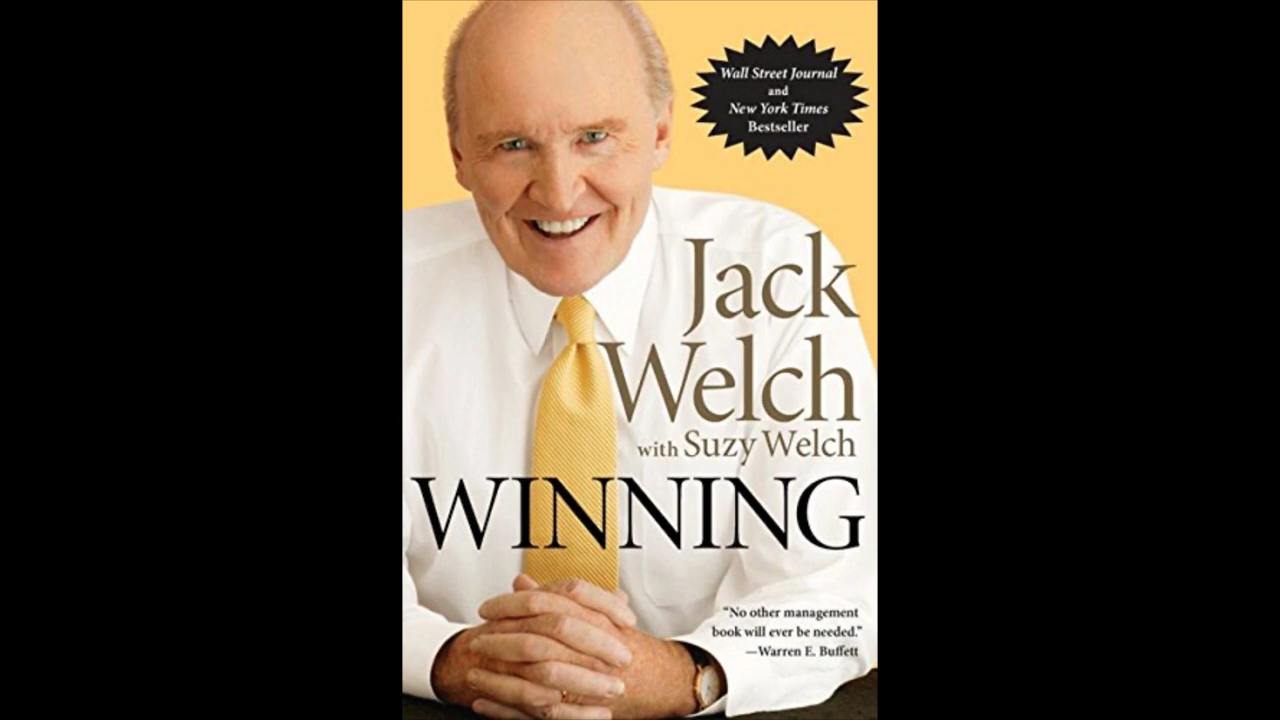 Wall Street Journal
and
New York Times
Bestseller
Jack
Welch
with Suzy Welch
WINNING
“No other management
book will ever be needed.”
—Warren E. Buffett